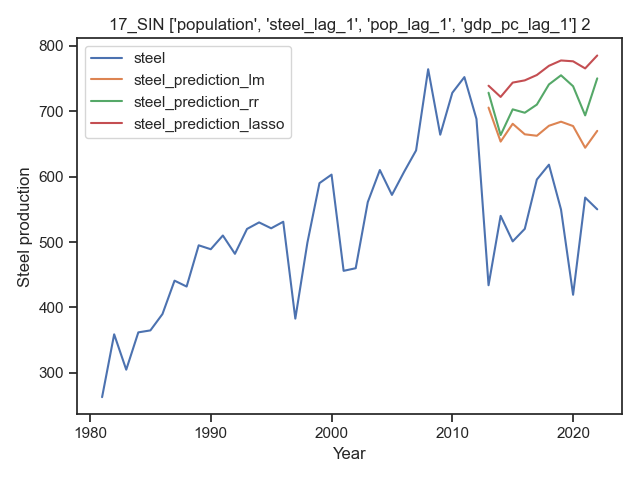 17_SIN ['population', 'steel_lag_1', 'pop_lag_1', 'gdp_pc_lag_1'] 2
800
700
600
500
400
300
steel
steel_prediction_lm
steel_prediction_rr
steel_prediction_lasso
Steel production
1980
1990
2000
2010
2020
Year